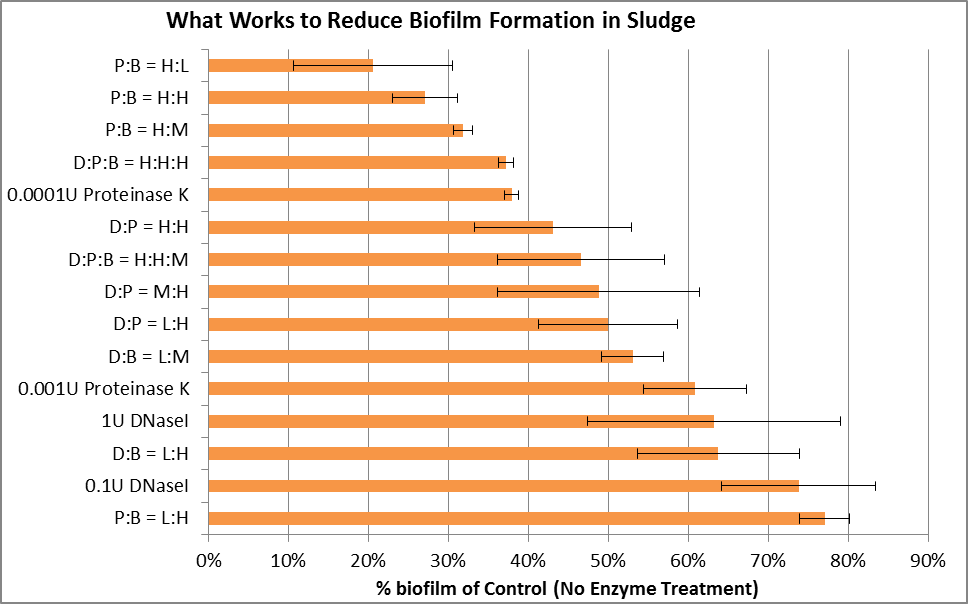 What Works to Reduce Biofilm Formation in Sludge
P:B = H:L
P:B = H:H
P:B = H:M
D:P:B = H:H:H
0.0001U Proteinase K
D:P = H:H
D:P:B = H:H:M
D:P = M:H
D:P = L:H
D:B = L:M
0.001U Proteinase K
1U DNaseI
D:B = L:H
0.1U DNaseI
P:B = L:H
0% 10% 20% 30% 40% 50% 60% 70% 80% 90%
% biofilm of Control (No Enzyme Treatment)